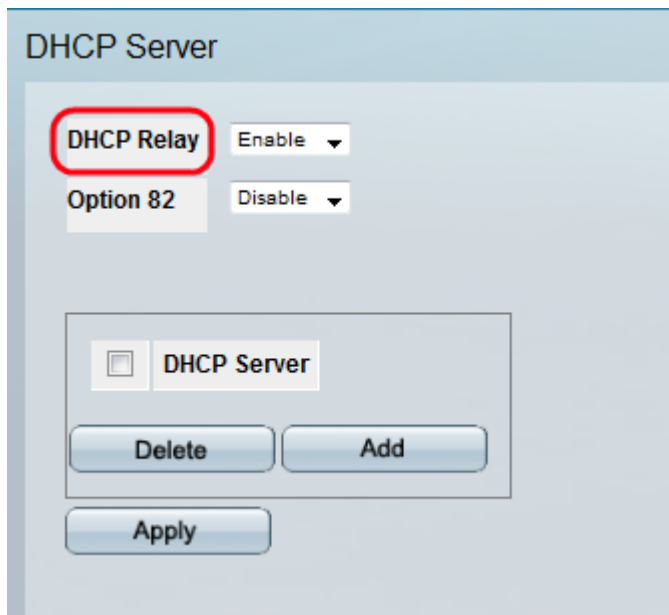 DHCP Server
DHCP Relay Enable
Option 82 Disable
DHCP Server
Delete Add
Apply